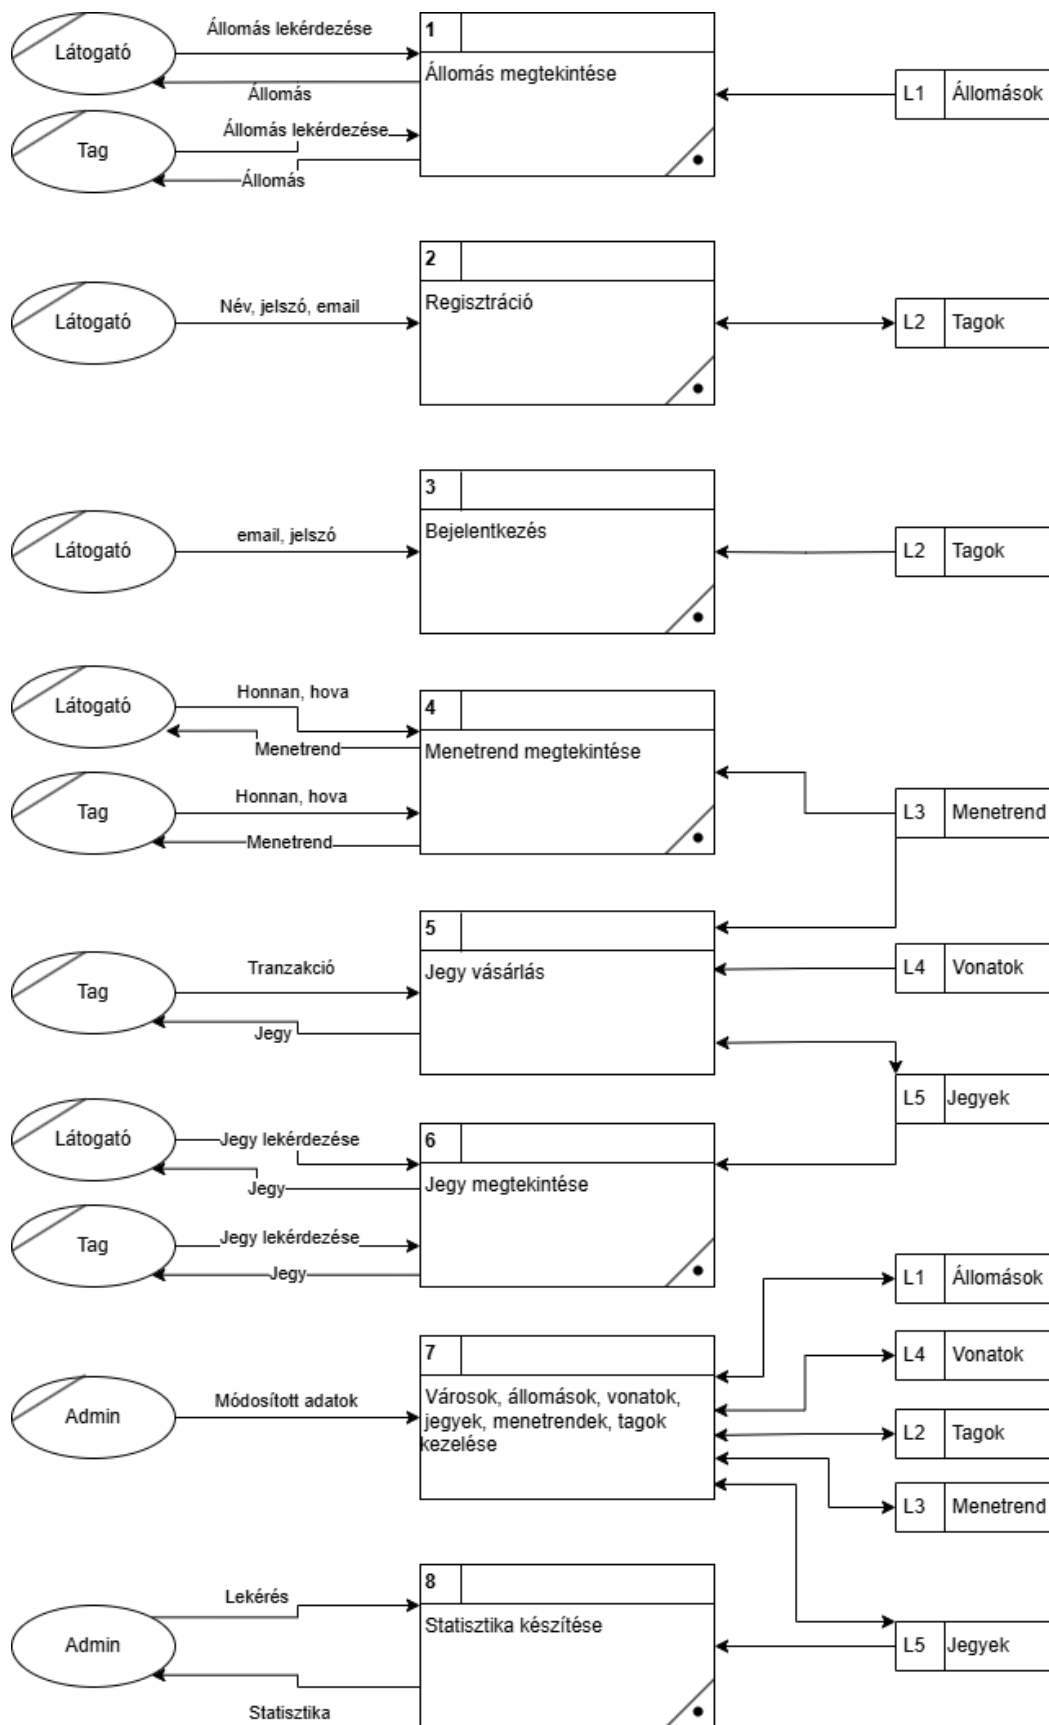 Látogató
Állomás lekérdezése
1
Állomás megtekintése
Állomás
L1
Állomások
Tag
Állomás lekérdezése
Állomás
2
Látogató
Név, jelszó, email
Regisztráció
L2
Tagok
3
Látogató
email, jelszó
Bejelentkezés
L2
Tagok
Látogató
Honnan, hova
4
Menetrend
Menetrend megtekintése
Tag
Honnan, hova
Menetrend
L3
Menetrend
5
Tag
Tranzakció
Jegy vásárlás
Jegy
L4
Vonatok
L5
Jegyek
Látogató
Jegy lekérdezése
6
Jegy
Jegy megtekintése
Tag
Jegy lekérdezése
Jegy
L1
Állomások
7
L4
Vonatok
Admin
Módosított adatok
Városok, állomások, vonatok,
jegyek, menetrendek, tagok
kezelése
L2
Tagok
L3
Menetrend
8
Admin
Lekérés
Statisztika készítése
L5
Jegyek
Statisztika